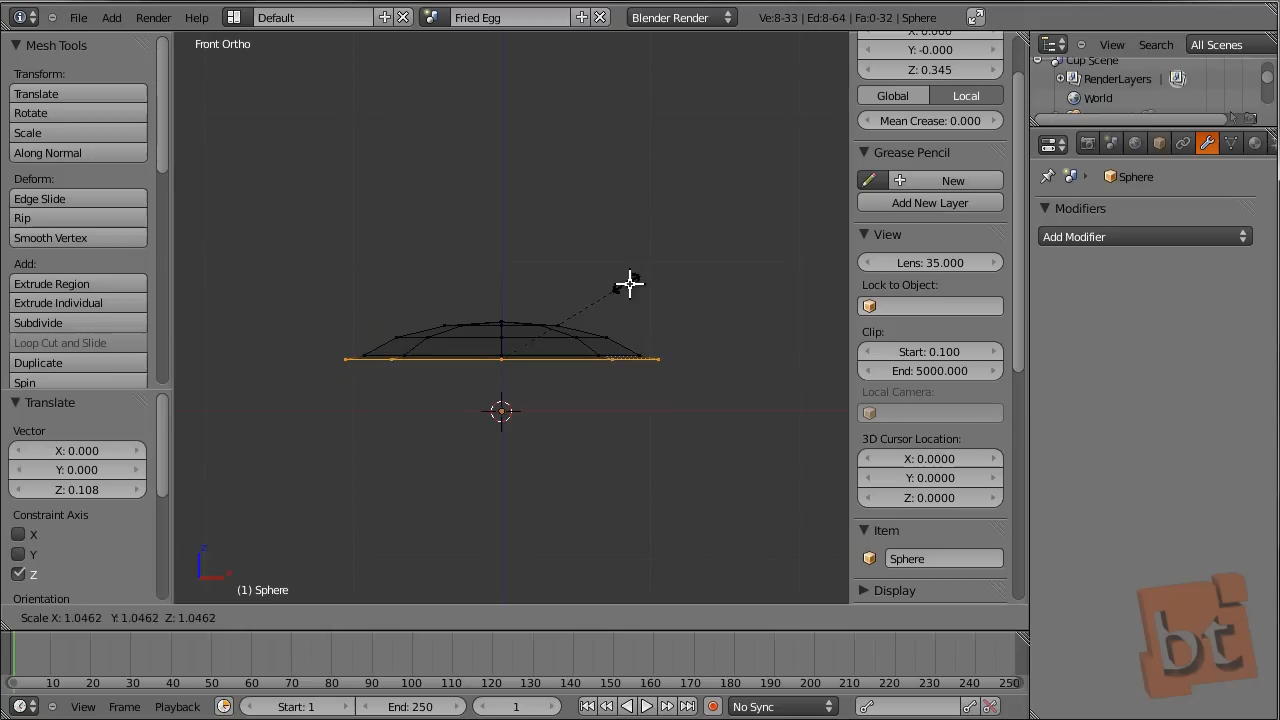 File Add Render Help Default Fried Egg Blender Render Ve:8-33 | Ed:8-64 | Fa:0-32 | Sphere
Mesh Tools
Transform:
Translate
Rotate
Scale
Along Normal
Deform:
Edge Slide
Rip
Smooth Vertex
Add:
Extrude Region
Extrude Individual
Subdivide
Loop Cut and Slide
Duplicate
Spin
Translate
Vector
X: 0.000
Y: 0.000
Z: 0.108
Constraint Axis
X
Y
Z
Orientation
Front Ortho
z
(1) Sphere
X: 0.000
Y: -0.000
Z: 0.345
Global Local
Mean Crease: 0.000
Grease Pencil
New
Add New Layer
View
Lens: 35.000
Lock to Object:
Clip:
Start: 0.100
End: 5000.000
Local Camera:
3D Cursor Location:
X: 0.0000
Y: 0.0000
Z: 0.0000
Item
Sphere
Display
View Search All Scenes
Cup Scene
RenderLayers |
World
Sphere
Modifiers
Add Modifier
Scale X: 1.0462 Y: 1.0462 Z: 1.0462
10 20 30 40 50 60 70 80 90 100 110 120 130 140 150 160 170 180 190 200 210 220 230 240 250
View Frame Playback Start: 1 End: 250 1 No Sync
bt